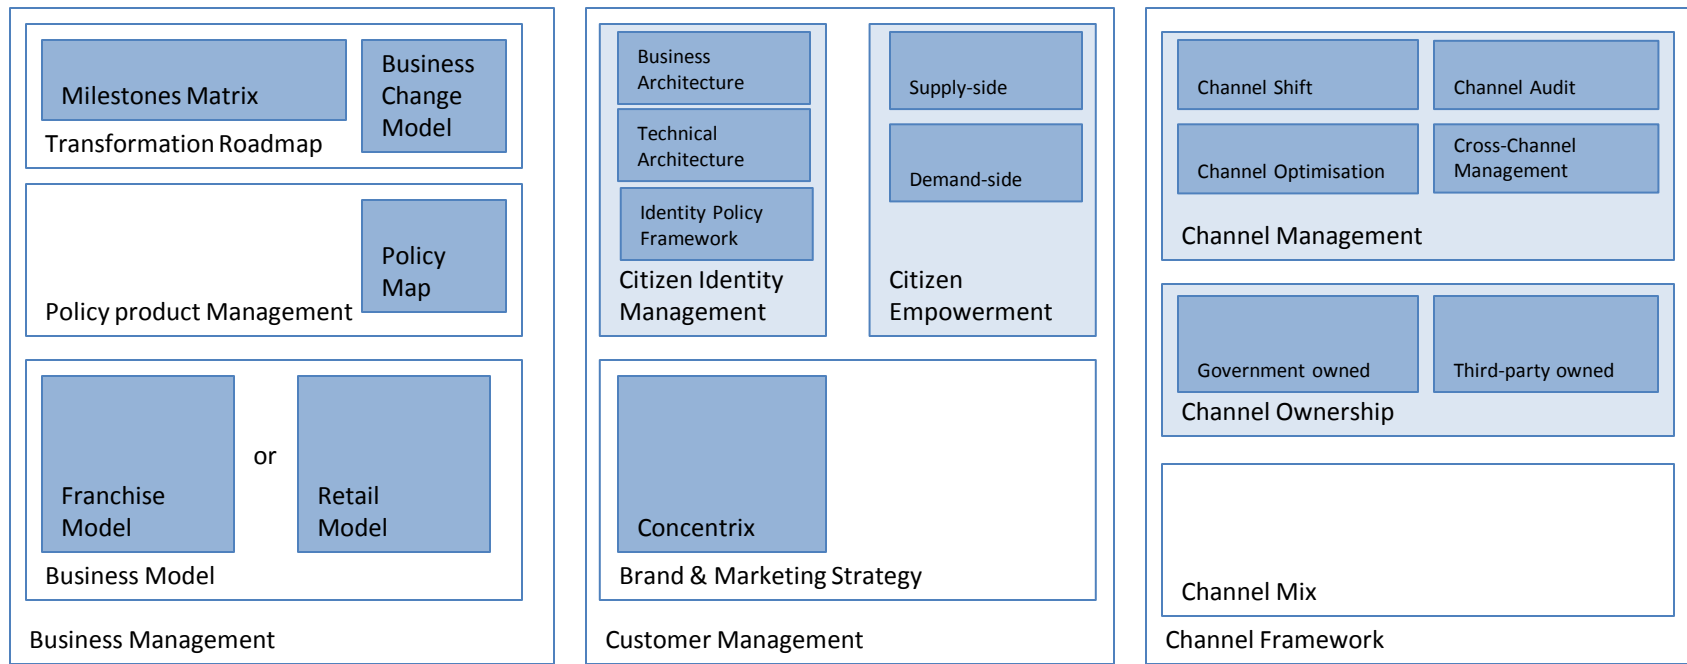 Milestones Matrix
Business
Change
Model
Transformation Roadmap
Policy
Map
Policy product Management
Franchise
Model
or
Retail
Model
Business Model
Business Management
Business
Architecture
Technical
Architecture
Identity Policy
Framework
Citizen Identity
Management
Supply-side
Demand-side
Citizen
Empowerment
Concentrix
Brand & Marketing Strategy
Customer Management
Channel Shift
Channel Audit
Channel Optimisation
Cross-Channel
Management
Channel Management
Government owned
Third-party owned
Channel Ownership
Channel Mix
Channel Framework